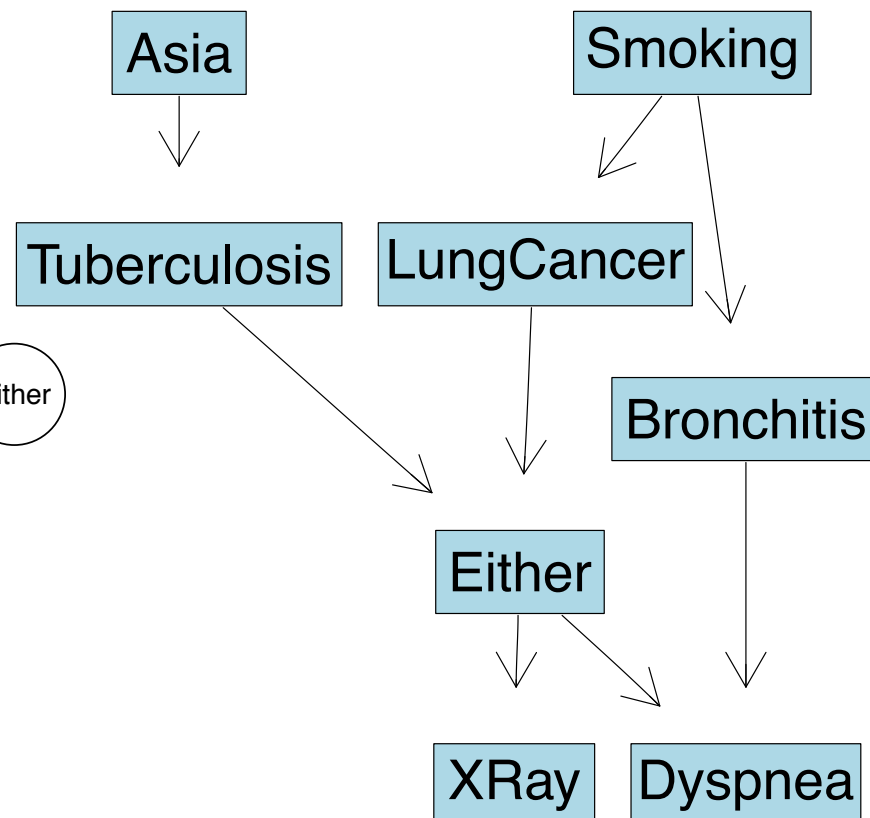 Asia
Smoking
Tuberculosis
LungCancer
ither
Bronchitis
Either
XRay
Dyspnea